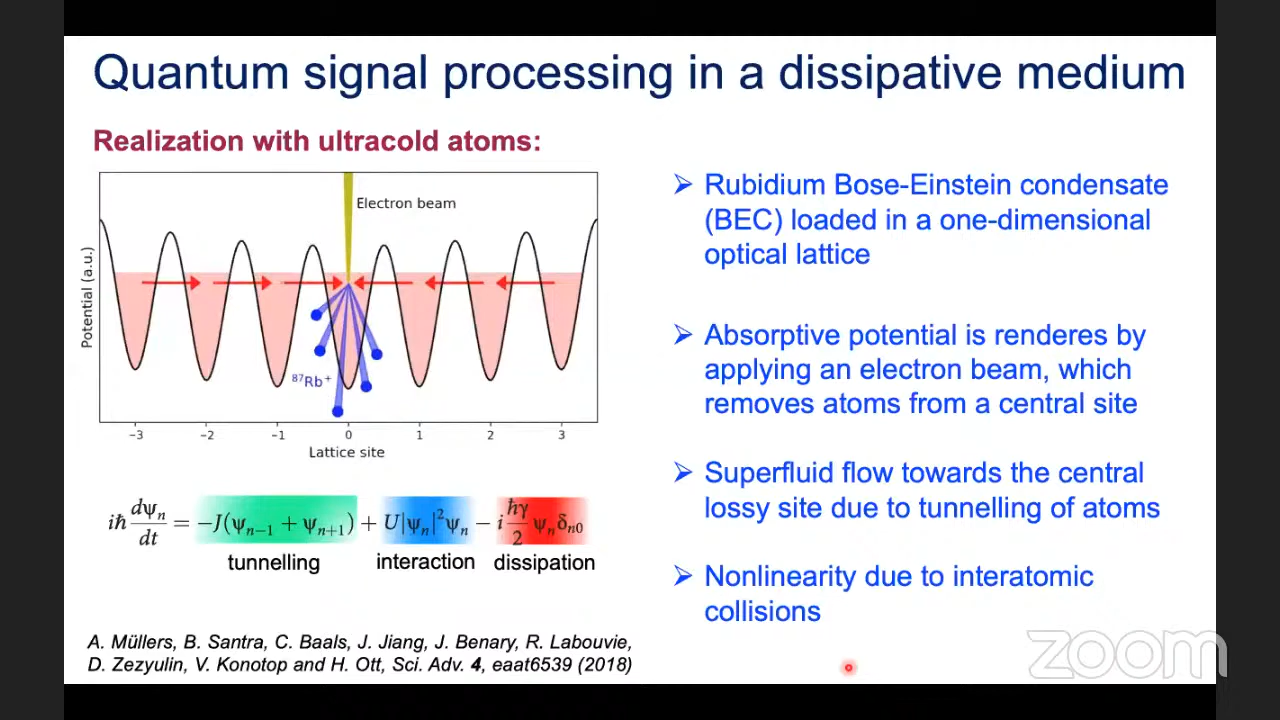 Quantum signal processing in a dissipative medium
Realization with ultracold atoms:
Electron beam
Potential (a.u.)
⁸⁷Rb⁺
−3 −2 −1 0 1 2 3
Lattice site
iħ dψₙ/dt = −J(ψₙ₋₁ + ψₙ₊₁) + U|ψₙ|²ψₙ − i ħγ/2 ψₙδₙ₀
tunnelling interaction dissipation
A. Müllers, B. Santra, C. Baals, J. Jiang, J. Benary, R. Labouvie,
D. Zezyulin, V. Konotop and H. Ott, Sci. Adv. 4, eaat6539 (2018)
➢ Rubidium Bose-Einstein condensate
(BEC) loaded in a one-dimensional
optical lattice
➢ Absorptive potential is renderes by
applying an electron beam, which
removes atoms from a central site
➢ Superfluid flow towards the central
lossy site due to tunnelling of atoms
➢ Nonlinearity due to interatomic
collisions
zoom